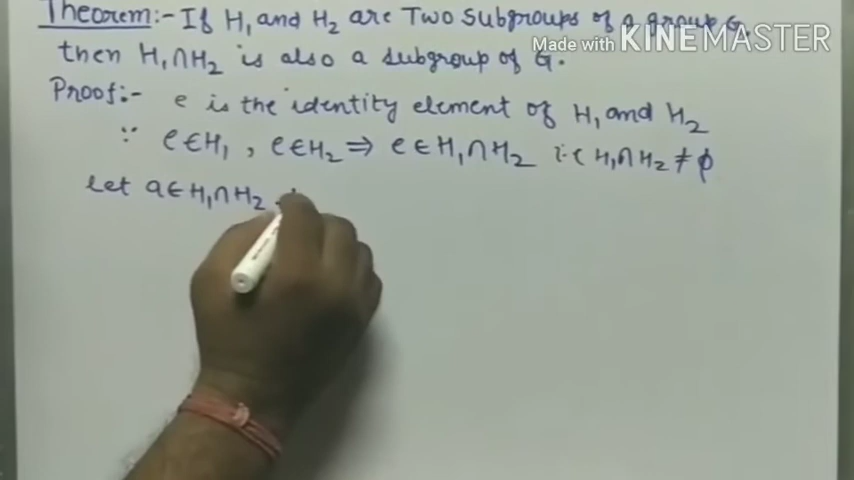 Theorem:- If H₁ and H₂ are Two Subgroups of a group G.
then H₁∩H₂ is also a subgroup of G.
Made with KINEMASTER
Proof:- e is the identity element of H₁ and H₂
∵ e∈H₁, e∈H₂ ⇒ e∈H₁∩H₂ i.e H₁∩H₂ ≠ φ
Let a∈H₁∩H₂